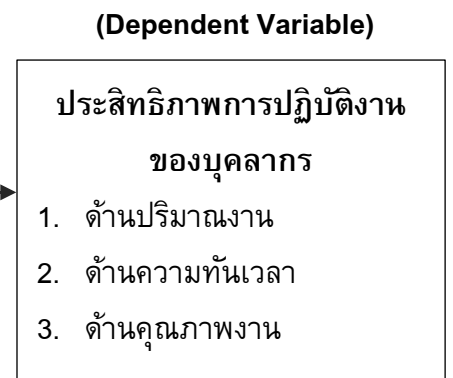 (Dependent Variable)
ประสิทธิภาพการปฏิบัติงาน
ของบุคลากร
1. ด้านปริมาณงาน
2. ด้านความทันเวลา
3. ด้านคุณภาพงาน